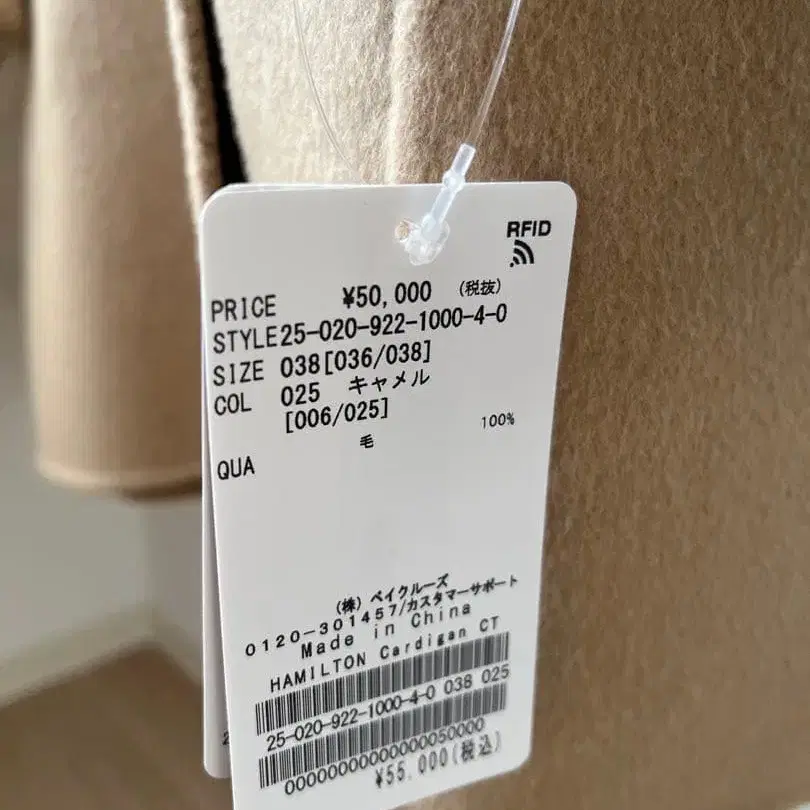 RFID
PRICE ¥50,000 (税抜)
STYLE 25-020-922-1000-4-0
SIZE 038[036/038]
COL 025 キャメル
[006/025]
毛 100%
QUA
(株) ベイクルーズ
0120-301457/カスタマーサポート
Made in China
HAMILTON Cardigan CT
25-020-922-1000-4-0 038 025
00000000000000050000
¥55,000(税込)